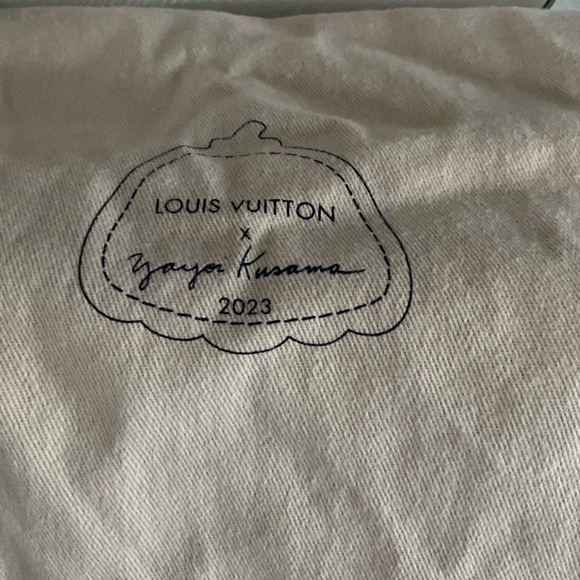 LOUIS VUITTON
X
Yayoi Kusama
2023